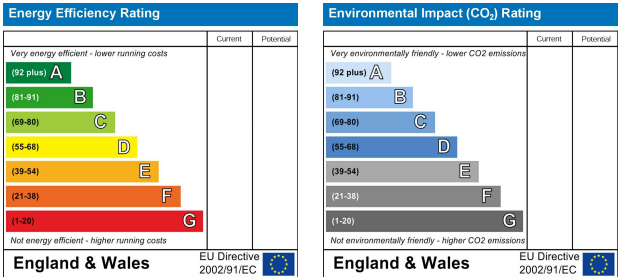 Energy Efficiency Rating
Current Potential
Very energy efficient - lower running costs
(92 plus) A
(81-91) B
(69-80) C
(55-68) D
(39-54) E
(21-38) F
(1-20) G
Not energy efficient - higher running costs
England & Wales
EU Directive
2002/91/EC
Environmental Impact (CO2) Rating
Current Potential
Very environmentally friendly - lower CO2 emissions
(92 plus) A
(81-91) B
(69-80) C
(55-68) D
(39-54) E
(21-38) F
(1-20) G
Not environmentally friendly - higher CO2 emissions
England & Wales
EU Directive
2002/91/EC